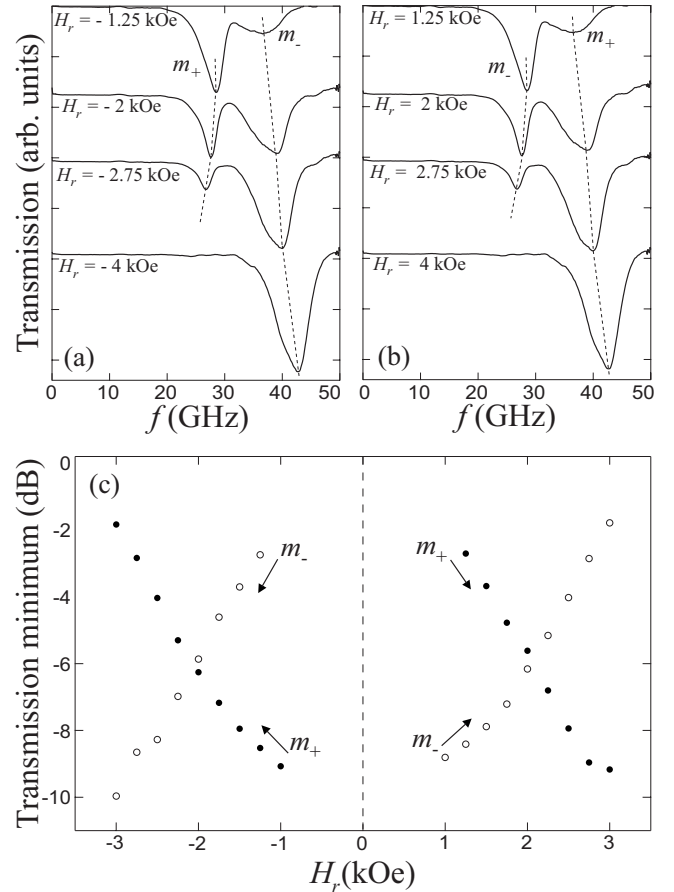 Transmission (arb. units)
H_r = - 1.25 kOe
m_+
m_-
H_r = - 2 kOe
H_r = - 2.75 kOe
H_r = - 4 kOe
(a)
0 10 20 30 40 50
f (GHz)
H_r = 1.25 kOe
m_-
m_+
H_r = 2 kOe
H_r = 2.75 kOe
H_r = 4 kOe
(b)
0 10 20 30 40 50
f (GHz)
Transmission minimum (dB)
0
-2
-4
-6
-8
-10
(c)
m_-
m_+
m_+
m_-
-3 -2 -1 0 1 2 3
H_r (kOe)